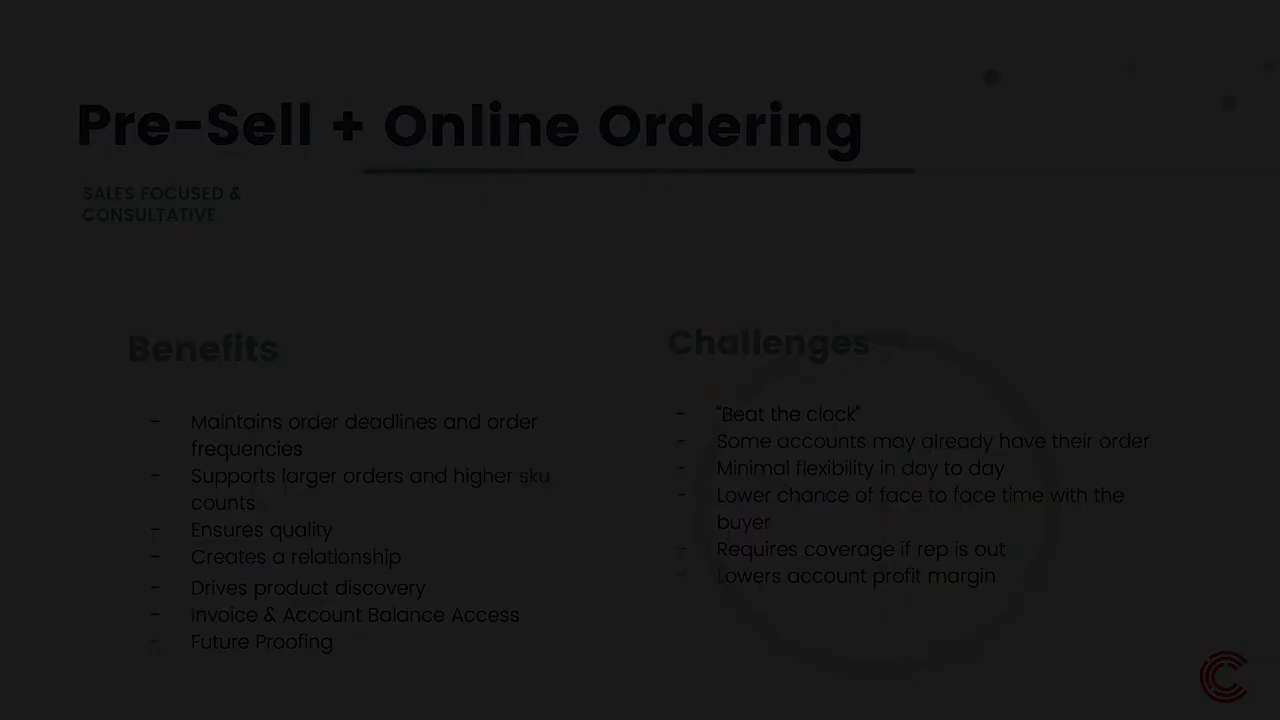 Pre-Sell + Online Ordering
SALES FOCUSED &
CONSULTATIVE
Benefits
- Maintains order deadlines and order
frequencies
- Supports larger orders and higher sku
counts
- Ensures quality
- Creates a relationship
- Drives product discovery
- Invoice & Account Balance Access
- Future Proofing
Challenges
- "Beat the clock"
- Some accounts may already have their order
- Minimal flexibility in day to day
- Lower chance of face to face time with the
buyer
- Requires coverage if rep is out
- Lowers account profit margin